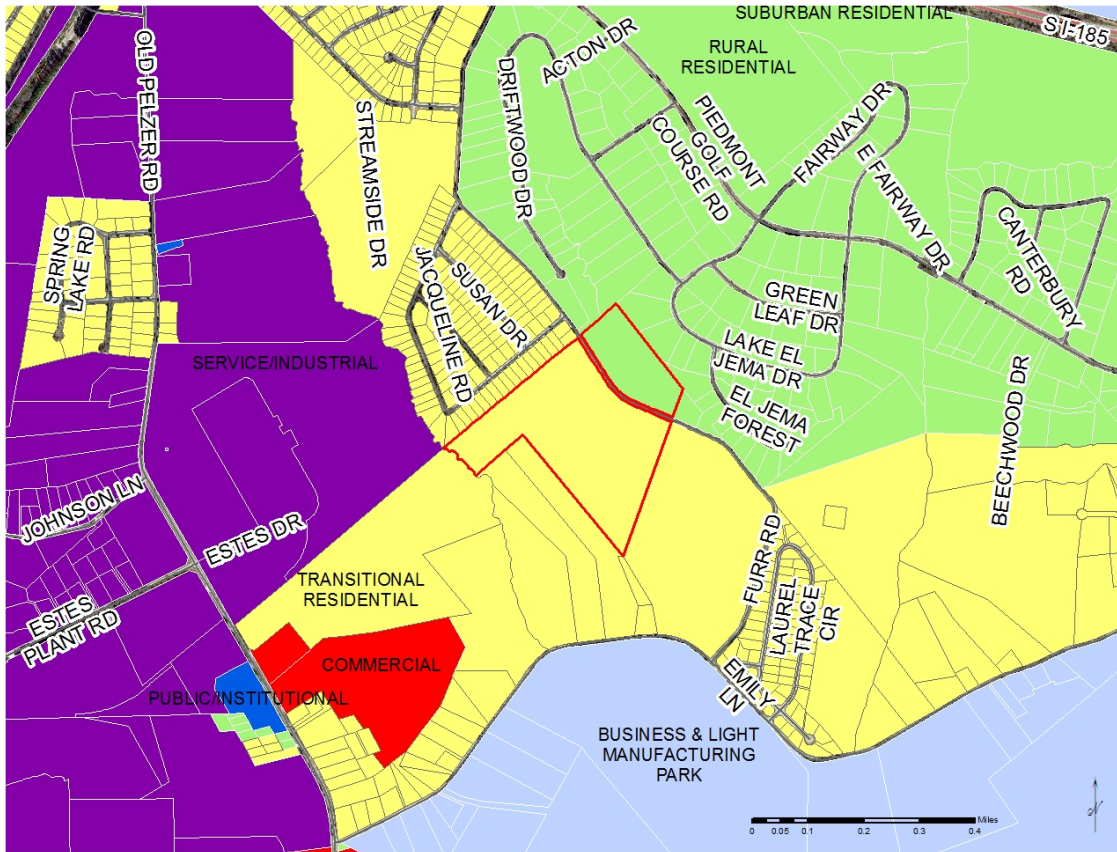 SUBURBAN RESIDENTIAL
S I-185
RURAL
RESIDENTIAL
OLD PELZER RD
ACTON DR
DRIFTWOOD DR
PIEDMONT
GOLF
COURSE RD
FAIRWAY DR
E FAIRWAY DR
STREAMSIDE DR
CANTERBURY
RD
SPRING
LAKE RD
JACQUELINE RD
SUSAN DR
GREEN
LEAF DR
LAKE EL
JEMA DR
EL JEMA
FOREST
BEECHWOOD DR
SERVICE/INDUSTRIAL
JOHNSON LN
ESTES DR
ESTES
PLANT RD
TRANSITIONAL
RESIDENTIAL
FURR RD
LAUREL
TRACE
CIR
COMMERCIAL
EMILY
LN
PUBLIC/INSTITUTIONAL
BUSINESS & LIGHT
MANUFACTURING
PARK
N
Miles
0 0.05 0.1 0.2 0.3 0.4